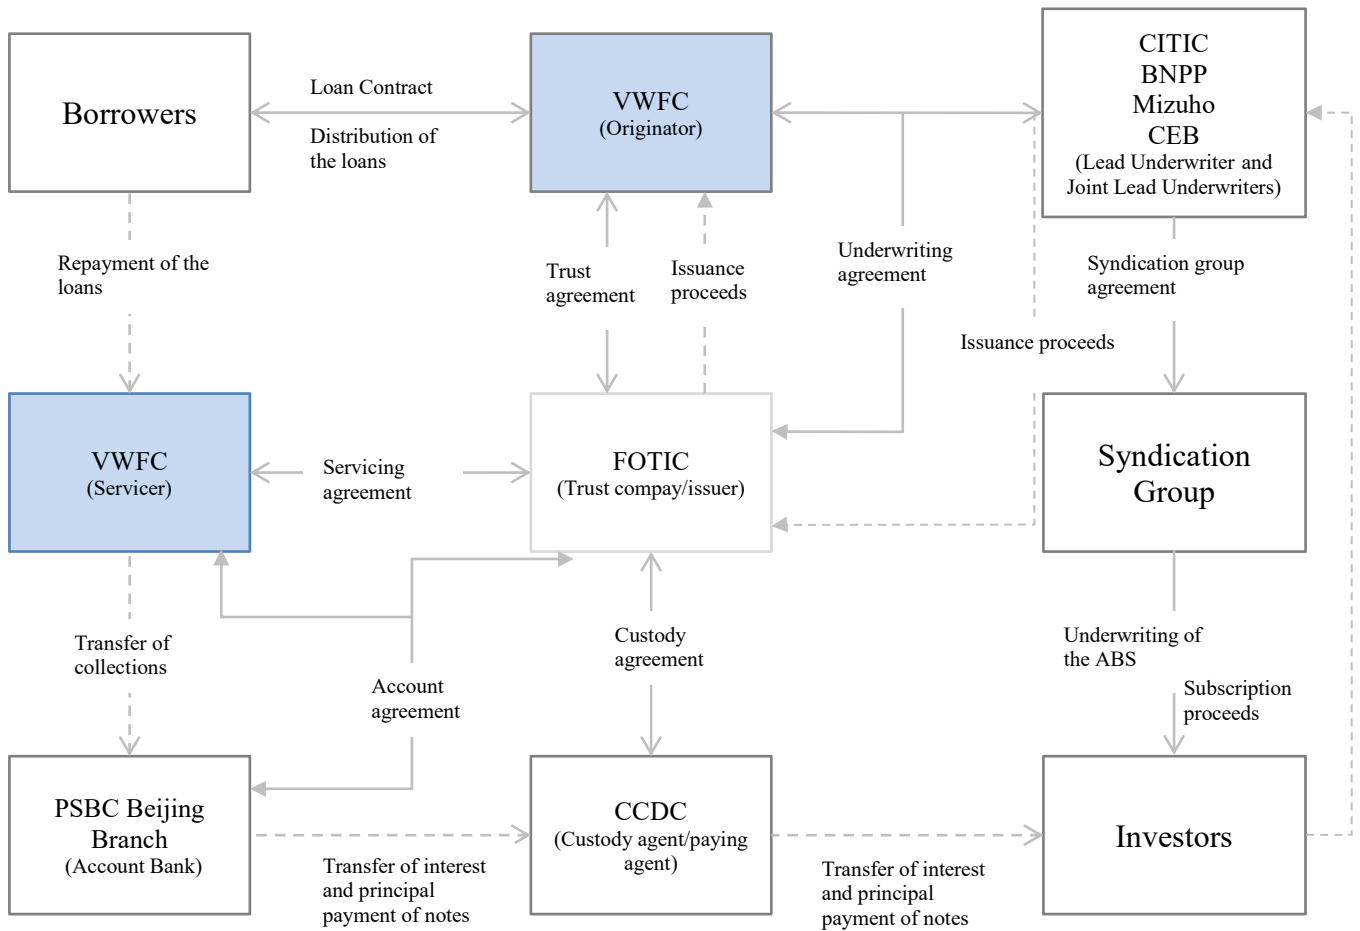 Borrowers
Loan Contract
Distribution of
the loans
VWFC
(Originator)
CITIC
BNPP
Mizuho
CEB
(Lead Underwriter and
Joint Lead Underwriters)
Repayment of the
loans
Trust
agreement
Issuance
proceeds
Underwriting
agreement
Syndication group
agreement
Issuance proceeds
VWFC
(Servicer)
Servicing
agreement
FOTIC
(Trust compay/issuer)
Syndication
Group
Transfer of
collections
Account
agreement
Custody
agreement
Underwriting of
the ABS
Subscription
proceeds
PSBC Beijing
Branch
(Account Bank)
Transfer of interest
and principal
payment of notes
CCDC
(Custody agent/paying
agent)
Transfer of interest
and principal
payment of notes
Investors